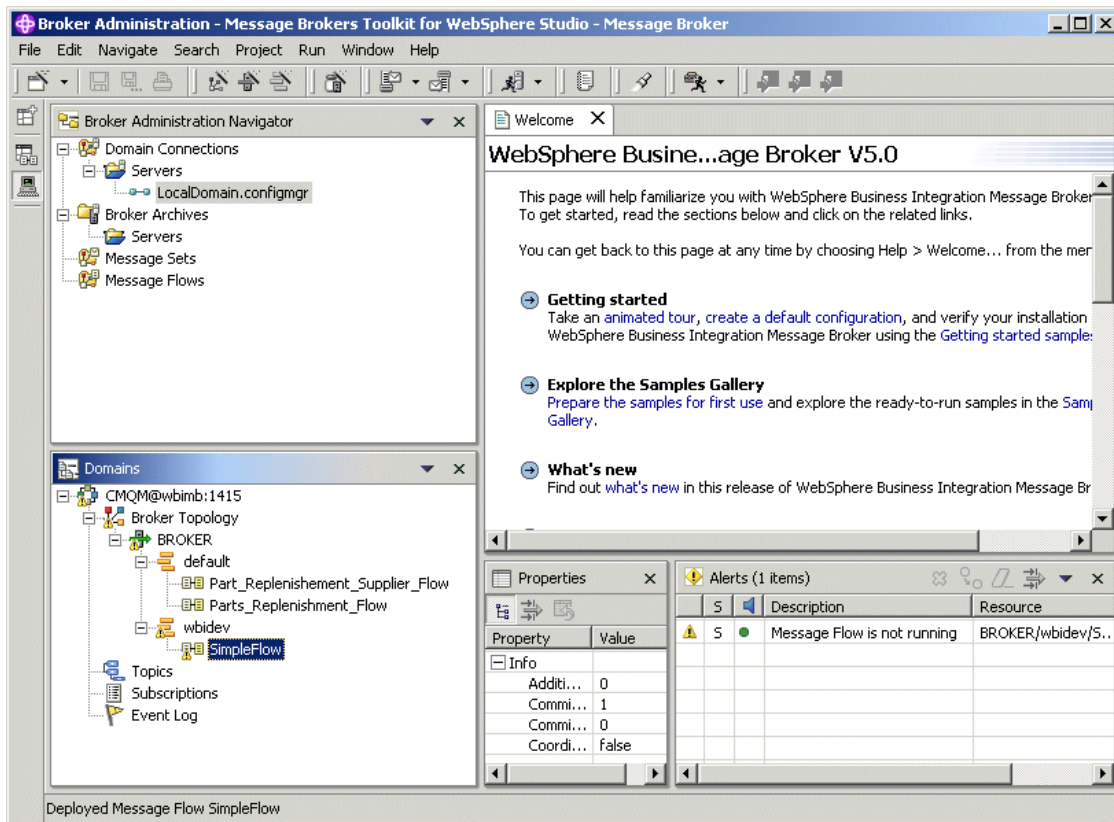 Broker Administration - Message Brokers Toolkit for WebSphere Studio - Message Broker
File Edit Navigate Search Project Run Window Help
Broker Administration Navigator
Domain Connections
Servers
LocalDomain.configmgr
Broker Archives
Servers
Message Sets
Message Flows
Welcome
WebSphere Busine...age Broker V5.0
This page will help familiarize you with WebSphere Business Integration Message Broker
To get started, read the sections below and click on the related links.
You can get back to this page at any time by choosing Help > Welcome... from the mer
Getting started
Take an animated tour, create a default configuration, and verify your installation
WebSphere Business Integration Message Broker using the Getting started samples
Explore the Samples Gallery
Prepare the samples for first use and explore the ready-to-run samples in the Samp
Gallery.
What's new
Find out what's new in this release of WebSphere Business Integration Message Br
Domains
CMQM@wbimb:1415
Broker Topology
BROKER
default
Part_Replenishement_Supplier_Flow
Parts_Replenishment_Flow
wbidev
SimpleFlow
Topics
Subscriptions
Event Log
Properties
Property Value
Info
Additi... 0
Commi... 1
Commi... 0
Coordi... false
Alerts (1 items)
S Description Resource
S Message Flow is not running BROKER/wbidev/S...
Deployed Message Flow SimpleFlow